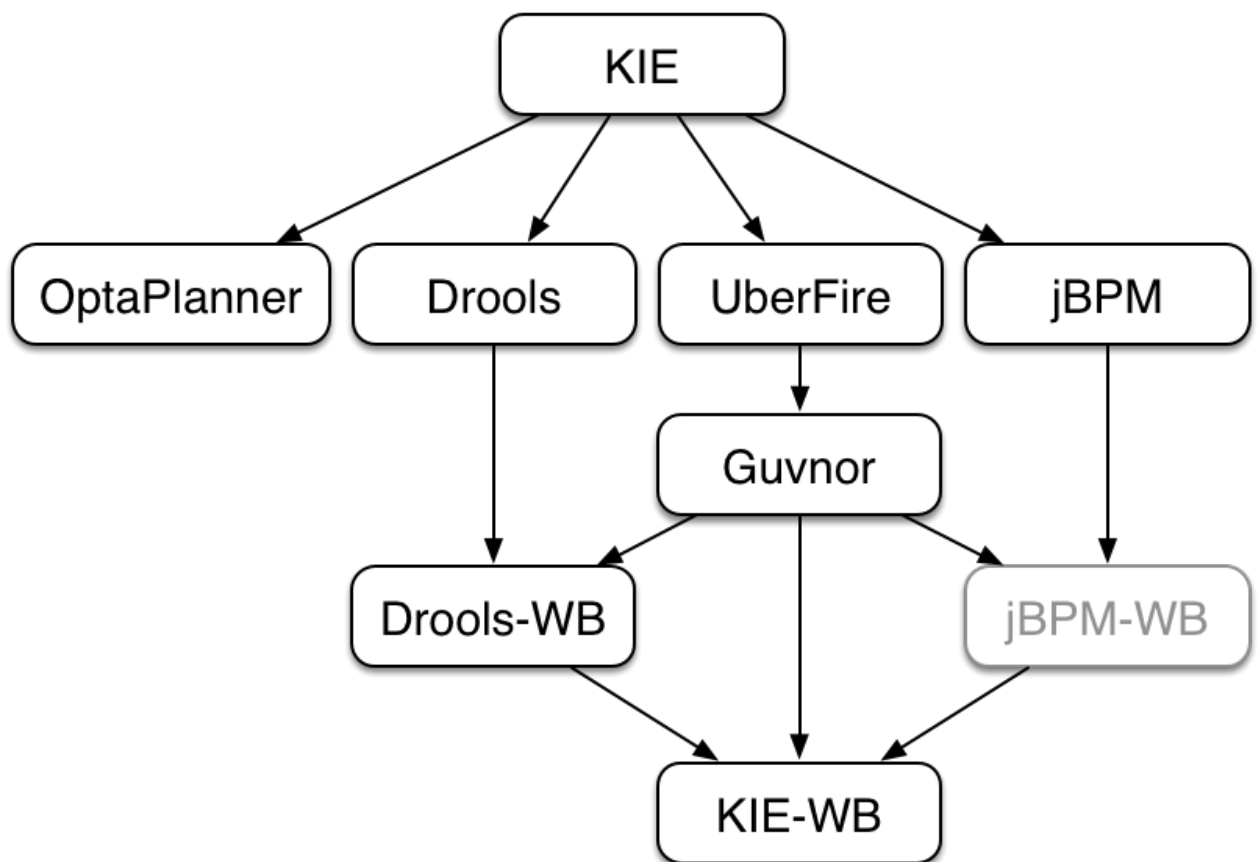 KIE
OptaPlanner
Drools
UberFire
jBPM
Guvnor
Drools-WB
jBPM-WB
KIE-WB